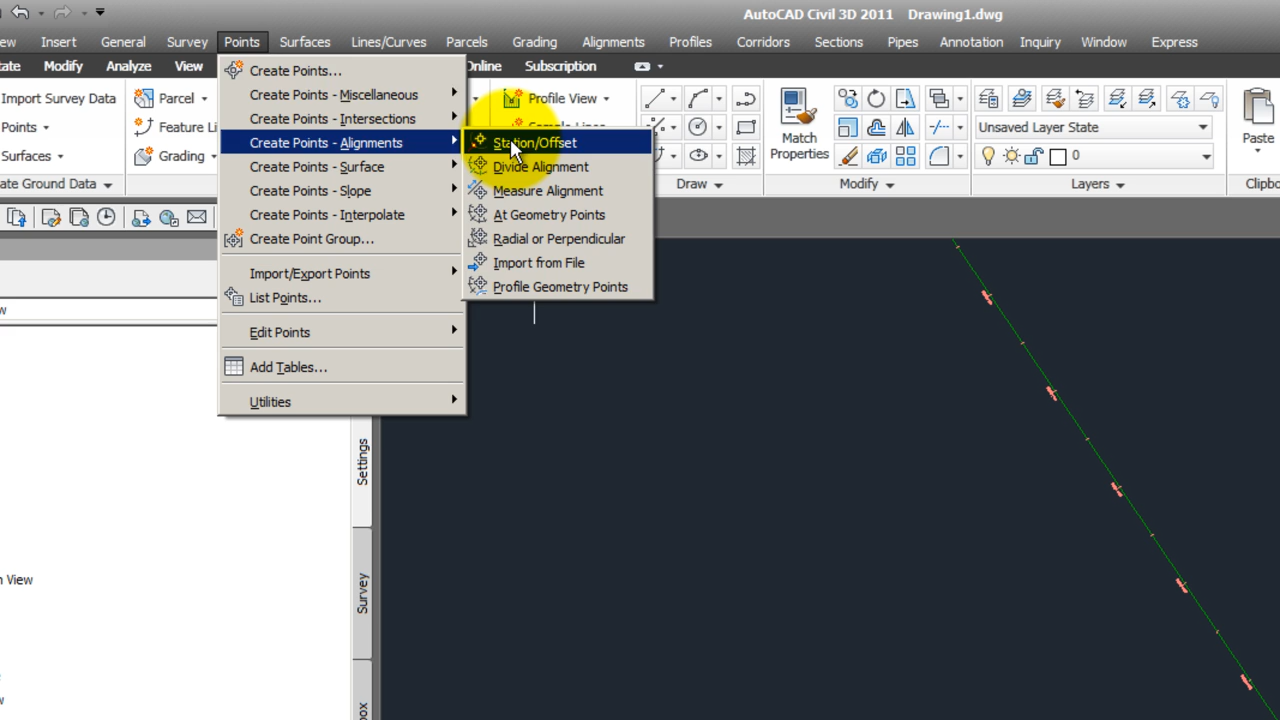 AutoCAD Civil 3D 2011 Drawing1.dwg
ew Insert General Survey Points Surfaces Lines/Curves Parcels Grading Alignments Profiles Corridors Sections Pipes Annotation Inquiry Window Express
ate Modify Analyze View Online Subscription
Import Survey Data
Points
Surfaces
ate Ground Data
Parcel
Feature Li
Grading
Create Points...
Create Points - Miscellaneous
Create Points - Intersections
Create Points - Alignments
Create Points - Surface
Create Points - Slope
Create Points - Interpolate
Create Point Group...
Import/Export Points
List Points...
Edit Points
Add Tables...
Utilities
Profile View
Sample Lines
Station/Offset
Divide Alignment
Measure Alignment
At Geometry Points
Radial or Perpendicular
Import from File
Profile Geometry Points
Draw
Match
Properties
Modify
Unsaved Layer State
0
Layers
Paste
Clipbo
w
Settings
n View
Survey
w
box